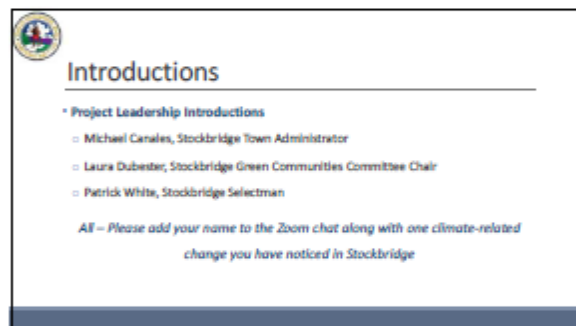 Introductions
Project Leadership Introductions
Michael Canales, Stockbridge Town Administrator
Laura Dubester, Stockbridge Green Communities Committee Chair
Patrick White, Stockbridge Selectman
All – Please add your name to the Zoom chat along with one climate-related
change you have noticed in Stockbridge